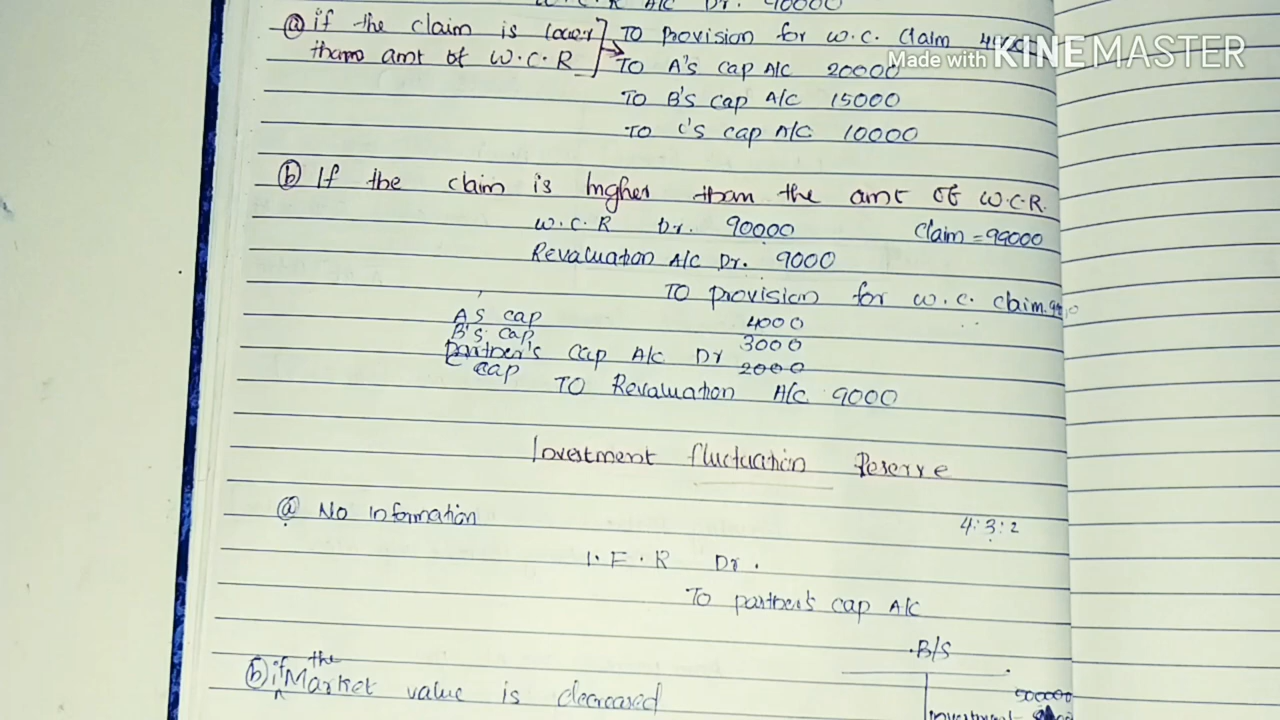 W.C.R A/C Dr. 90000
ⓐ if the claim is lower] TO Provision for W.C. Claim
than amt of W.C.R ] → TO A's cap A/C 20000
Made with KINEMASTER
TO B's cap A/C 15000
TO C's cap A/C 10000
ⓑ If the claim is higher than the amt of W.C.R.
W.C.R Dr. 90000 Claim = 99000
Revaluation A/C Dr. 9000
TO provision for W.C. Claim.
A's cap 4000
B's cap 3000
partner's cap A/C Dr
C cap 2000
TO Revaluation A/C 9000
Investment fluctuation Reserve
ⓐ No information
4:3:2
I.F.R Dr.
To partner's cap A/C
B/S
ⓑ if the Market value is decreased
Investment -